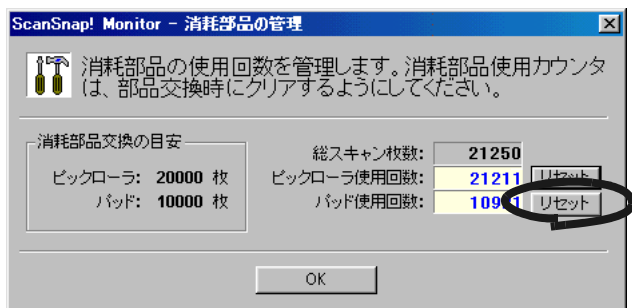 ScanSnap! Monitor - 消耗部品の管理
消耗部品の使用回数を管理します。消耗部品使用カウンタ
は、部品交換時にクリアするようにしてください。
消耗部品交換の目安
ピックローラ: 20000 枚
パッド: 10000 枚
総スキャン枚数: 21250
ピックローラ使用回数: 21211 リセット
パッド使用回数: リセット
OK